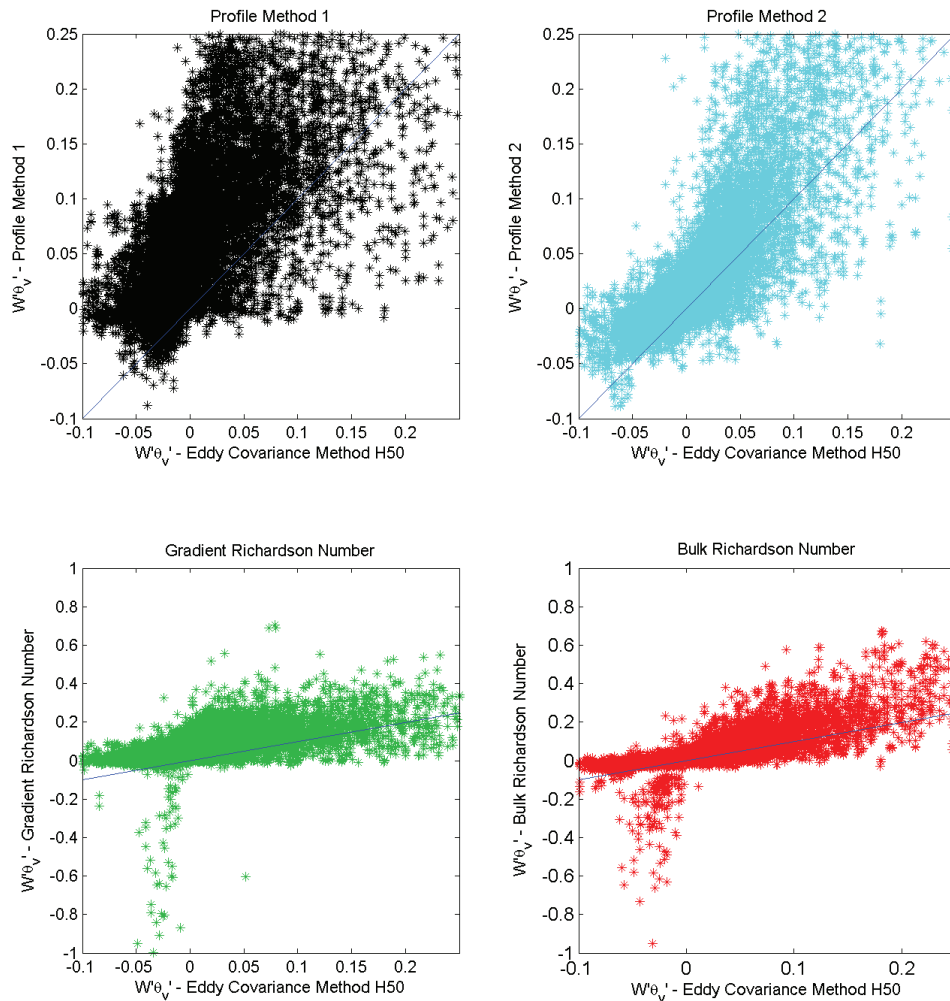 Profile Method 1
0.25
0.2
0.15
0.1
0.05
0
-0.05
-0.1
W'θv' - Profile Method 1
-0.1 -0.05 0 0.05 0.1 0.15 0.2
W'θv' - Eddy Covariance Method H50
Profile Method 2
0.25
0.2
0.15
0.1
0.05
0
-0.05
-0.1
W'θv' - Profile Method 2
-0.1 -0.05 0 0.05 0.1 0.15 0.2
W'θv' - Eddy Covariance Method H50
Gradient Richardson Number
1
0.8
0.6
0.4
0.2
0
-0.2
-0.4
-0.6
-0.8
-1
W'θv' - Gradient Richardson Number
-0.1 -0.05 0 0.05 0.1 0.15 0.2
W'θv' - Eddy Covariance Method H50
Bulk Richardson Number
1
0.8
0.6
0.4
0.2
0
-0.2
-0.4
-0.6
-0.8
-1
W'θv' - Bulk Richardson Number
-0.1 0 0.1 0.2
W'θv' - Eddy Covariance Method H50